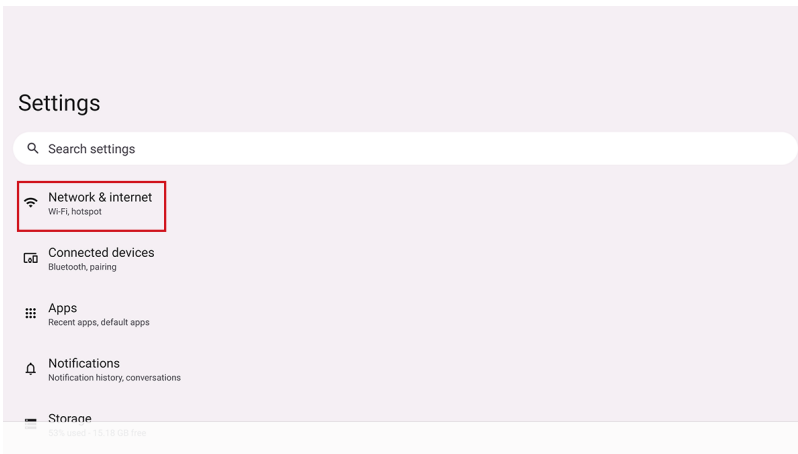 Settings
Search settings
Network & internet
Wi-Fi, hotspot
Connected devices
Bluetooth, pairing
Apps
Recent apps, default apps
Notifications
Notification history, conversations
Storage